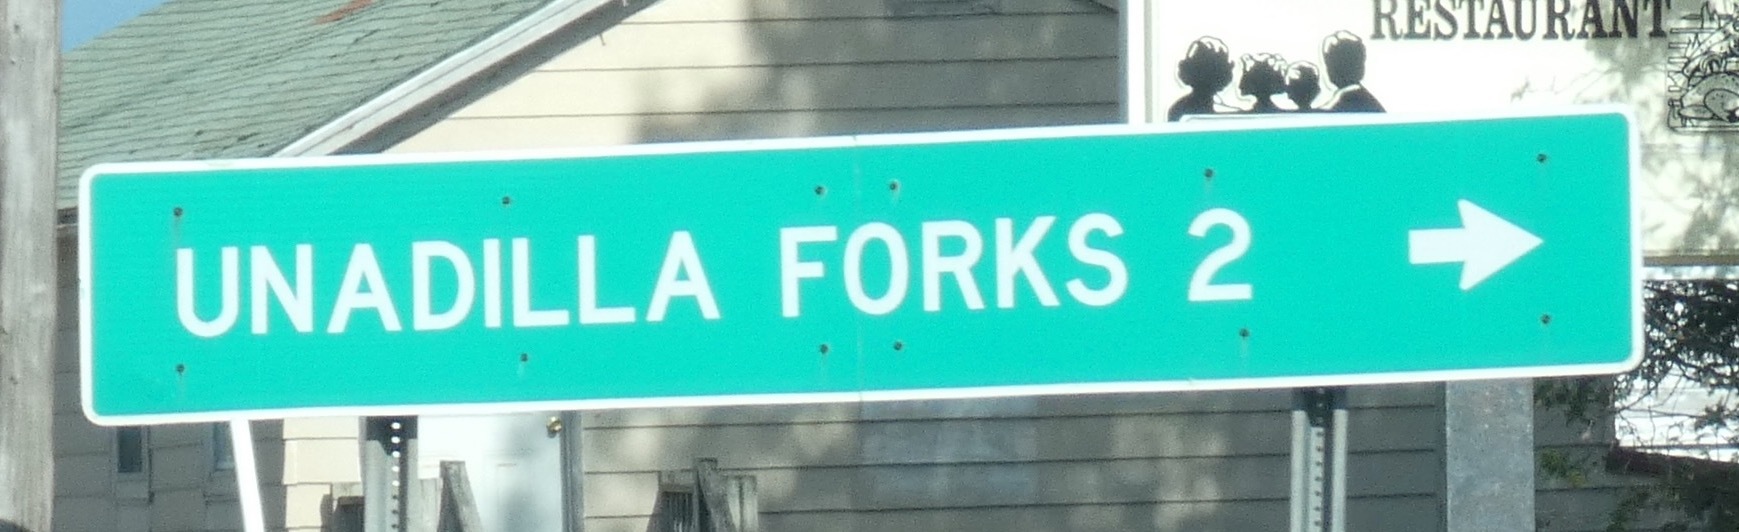 RESTAURANT
UNADILLA FORKS 2 →